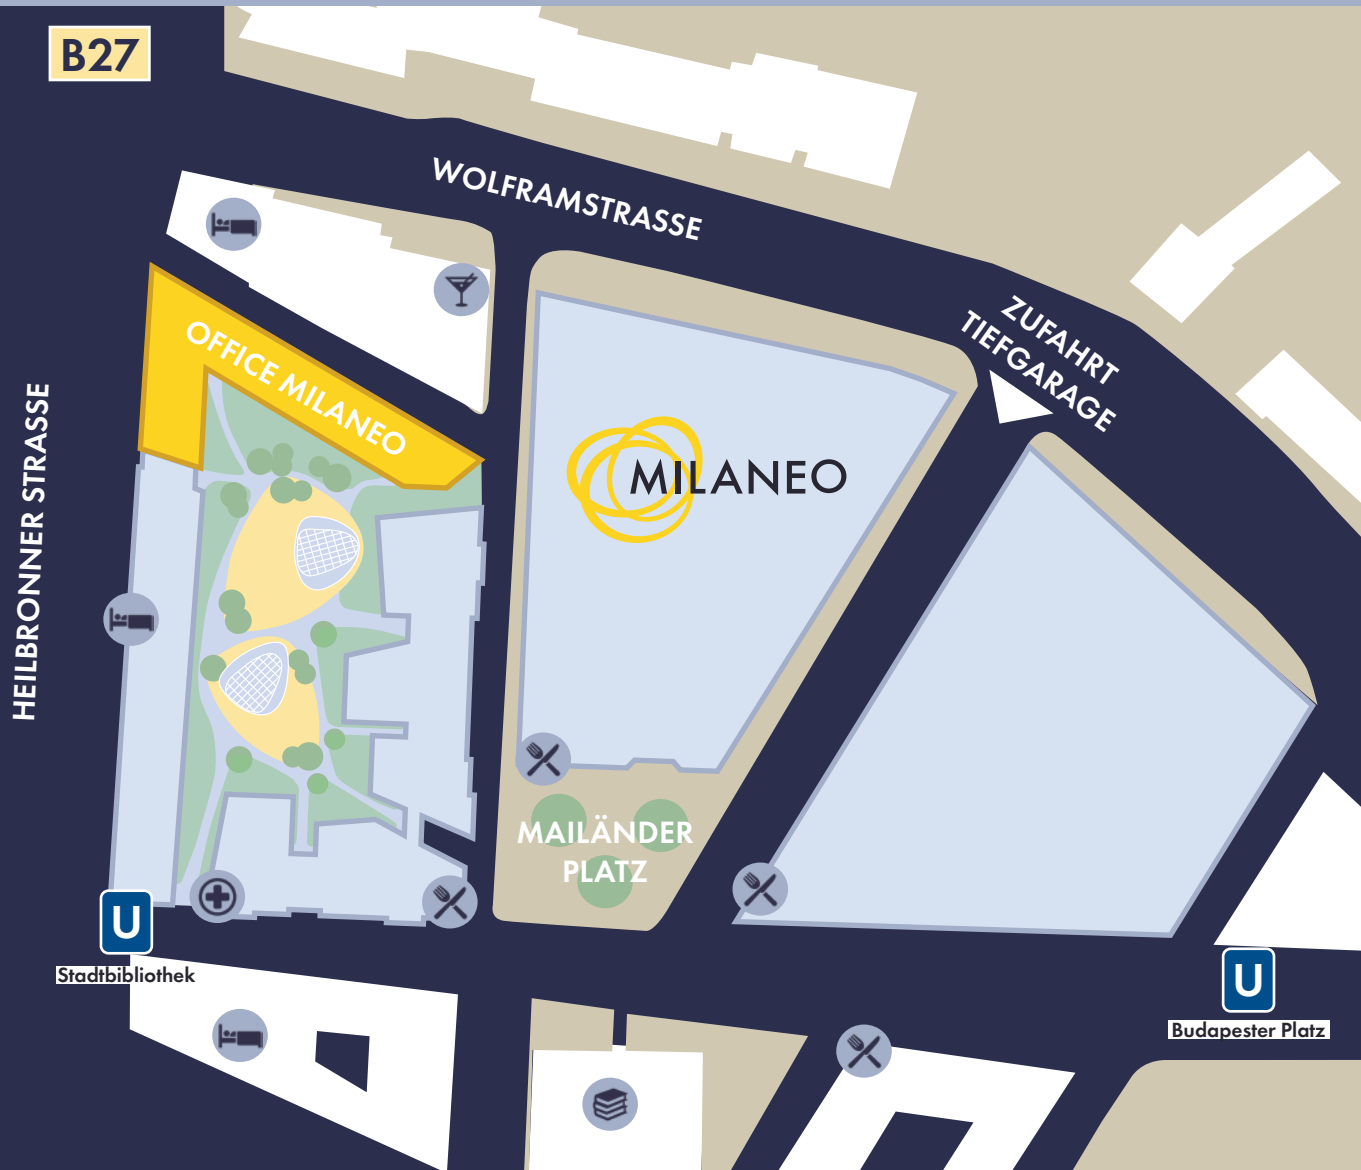 B27
WOLFRAMSTRASSE
ZUFAHRT
TIEFGARAGE
OFFICE MILANEO
HEILBRONNER STRASSE
MILANEO
MAILÄNDER
PLATZ
U
Stadtbibliothek
U
Budapester Platz